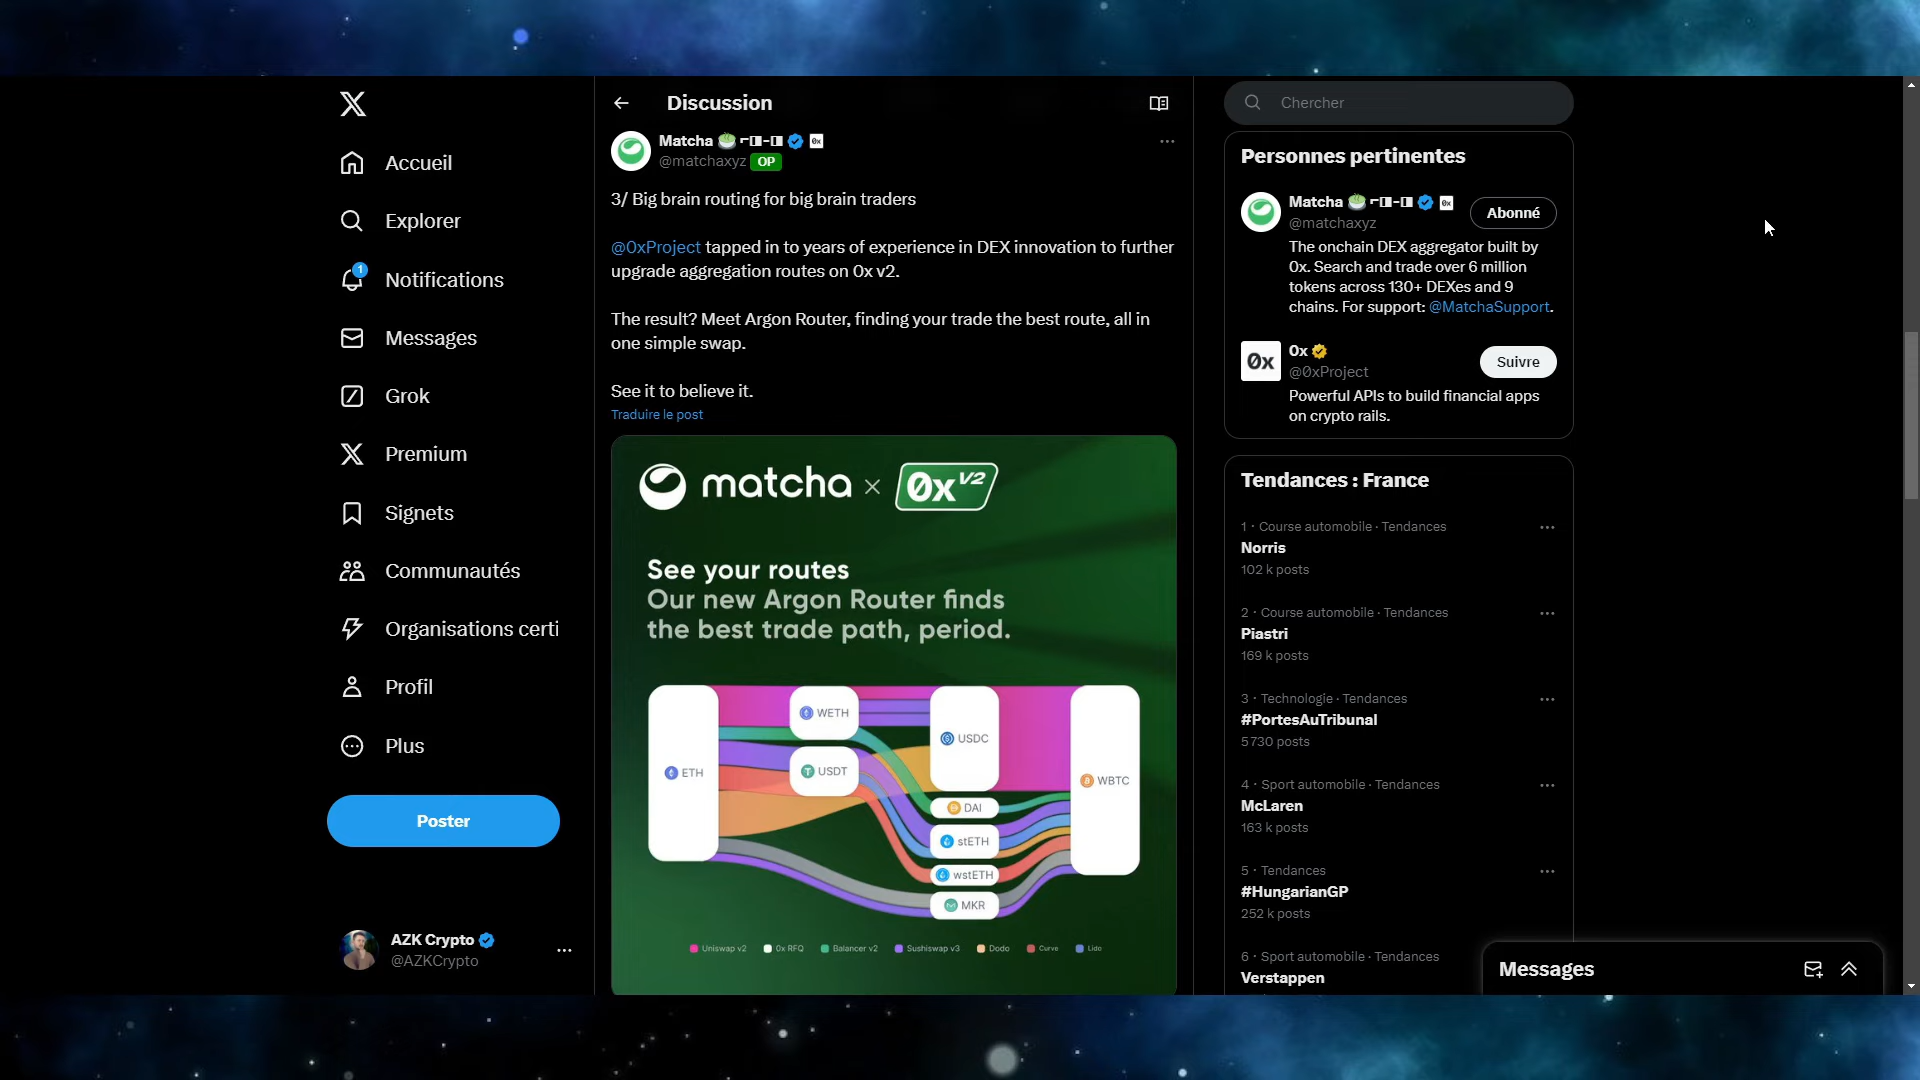 Accueil
Explorer
1
Notifications
Messages
Grok
Premium
Signets
Communautés
Organisations certi
Profil
Plus
Poster
AZK Crypto
@AZKCrypto
Discussion
Matcha
0x
@matchaxyz OP
3/ Big brain routing for big brain traders
@0xProject tapped in to years of experience in DEX innovation to further
upgrade aggregation routes on 0x v2.
The result? Meet Argon Router, finding your trade the best route, all in
one simple swap.
See it to believe it.
Traduire le post
matcha × 0x V2
See your routes
Our new Argon Router finds
the best trade path, period.
ETH
WETH
USDT
USDC
DAI
stETH
wstETH
MKR
WBTC
Uniswap v2 0x RFQ Balancer v2 Sushiswap v3 Dodo Curve Lido
Chercher
Personnes pertinentes
Matcha
0x
Abonné
@matchaxyz
The onchain DEX aggregator built by
0x. Search and trade over 6 million
tokens across 130+ DEXes and 9
chains. For support: @MatchaSupport.
0x
0x
Suivre
@0xProject
Powerful APIs to build financial apps
on crypto rails.
Tendances : France
1 · Course automobile · Tendances
Norris
102 k posts
2 · Course automobile · Tendances
Piastri
169 k posts
3 · Technologie · Tendances
#PortesAuTribunal
5 730 posts
4 · Sport automobile · Tendances
McLaren
163 k posts
5 · Tendances
#HungarianGP
252 k posts
6 · Sport automobile · Tendances
Verstappen
Messages